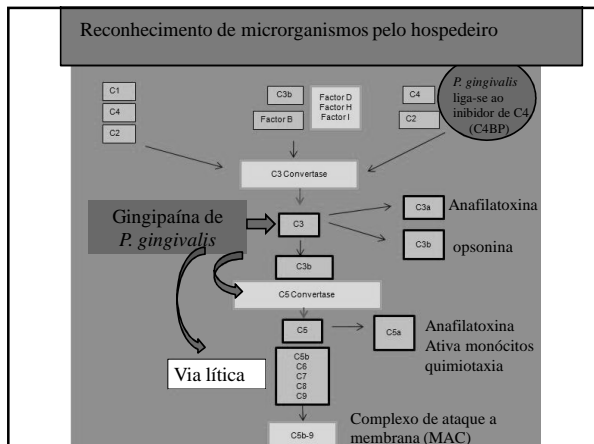 Reconhecimento de microrganismos pelo hospedeiro
C1
C4
C2
C3b
Factor B
Factor D
Factor H
Factor I
C4
C2
P. gingivalis
liga-se ao
inibidor de C4
(C4BP)
C3 Convertase
Gingipaína de
P. gingivalis
C3
C3a
Anafilatoxina
C3b
opsonina
C3b
C5 Convertase
C5
C5a
Anafilatoxina
Ativa monócitos
quimiotaxia
Via lítica
C5b
C6
C7
C8
C9
C5b-9
Complexo de ataque a
membrana (MAC)